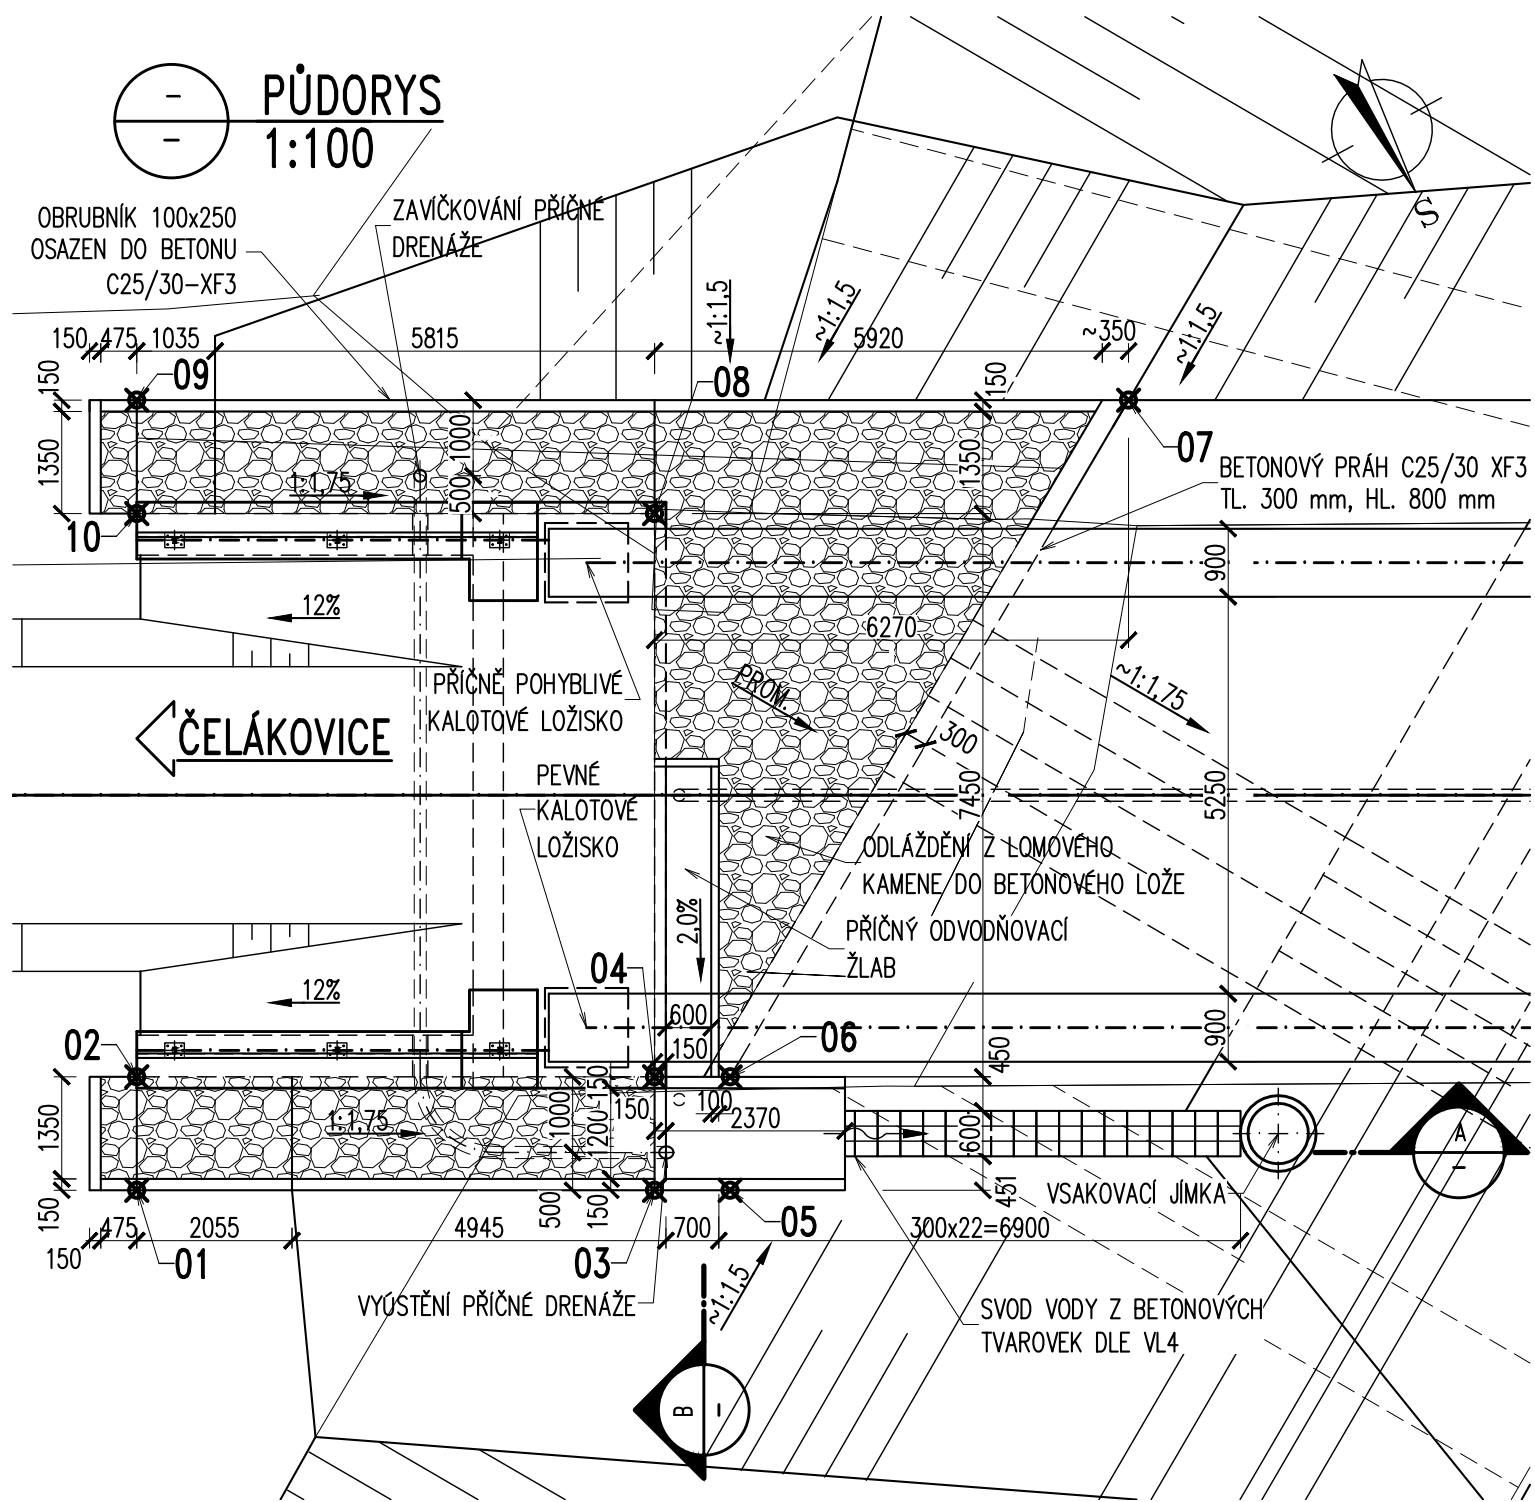 –
–
PŮDORYS
1:100
S
OBRUBNÍK 100x250
OSAZEN DO BETONU
C25/30–XF3
ZAVÍČKOVÁNÍ PŘÍČNÉ
DRENÁŽE
~1:1,5
~1:1,5
~1:1,5
150
475
1035
5815
5920
~350
09
08
07
150
1350
1000
500
150
1350
1:1,75
10
BETONOVÝ PRÁH C25/30 XF3
TL. 300 mm, HL. 800 mm
900
12%
6270
PŘÍČNĚ POHYBLIVÉ
KALOTOVÉ LOŽISKO
PROM.
~1:1,75
ČELÁKOVICE
300
PEVNÉ
KALOTOVÉ
LOŽISKO
7450
5250
ODLÁŽDĚNÍ Z LOMOVÉHO
KAMENE DO BETONOVÉHO LOŽE
2,0%
PŘÍČNÝ ODVODŇOVACÍ
ŽLAB
04
12%
600
150
06
02
900
450
1350
150
1:1,75
1000
1200
150
150
100
2370
600
A
–
500
150
451
VSAKOVACÍ JÍMKA
150
475
2055
4945
700
300x22=6900
01
03
05
VYÚSTĚNÍ PŘÍČNÉ DRENÁŽE
~1:1,5
SVOD VODY Z BETONOVÝCH
TVAROVEK DLE VL4
B
–